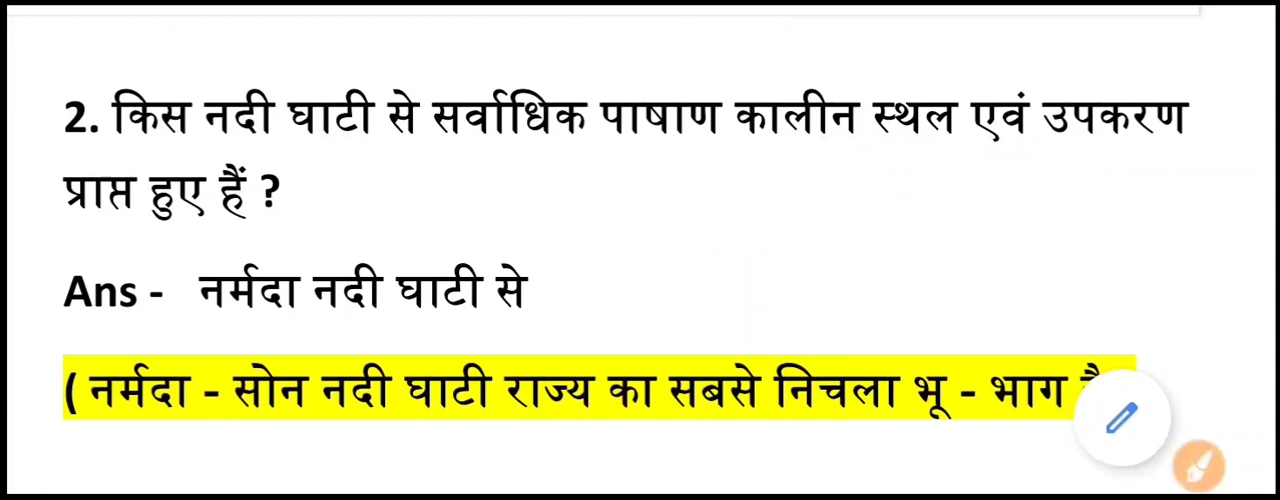 2. किस नदी घाटी से सर्वाधिक पाषाण कालीन स्थल एवं उपकरण
प्राप्त हुए हैं ?
Ans - नर्मदा नदी घाटी से
( नर्मदा - सोन नदी घाटी राज्य का सबसे निचला भू - भाग